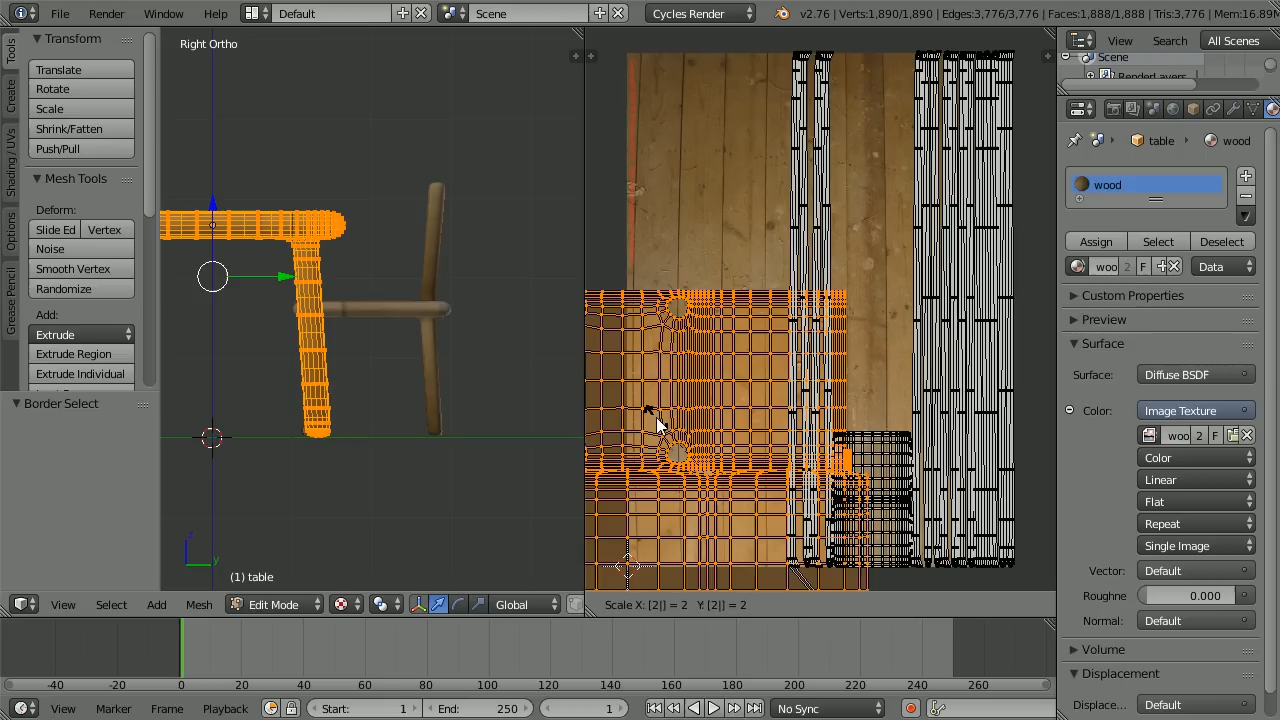 File Render Window Help Default Scene Cycles Render v2.76 | Verts:1,890/1,890 | Edges:3,776/3,776 | Faces:1,888/1,888 | Tris:3,776 |
Tools
Create
Shading / UVs
Options
Grease Pencil
Transform
Translate
Rotate
Scale
Shrink/Fatten
Push/Pull
Mesh Tools
Deform:
Slide Ed Vertex
Noise
Smooth Vertex
Randomize
Add:
Extrude
Extrude Region
Extrude Individual
Border Select
Right Ortho
z
y
(1) table
View Select Add Mesh Edit Mode Global
Scale X: [2|] = 2 Y: [2|] = 2
View Search All Scenes
Scene
RenderLayers
table wood
wood
Assign Select Deselect
woo 2 F Data
Custom Properties
Preview
Surface
Surface: Diffuse BSDF
Color: Image Texture
woo 2 F
Color
Linear
Flat
Repeat
Single Image
Vector: Default
Roughne 0.000
Normal: Default
Volume
Displacement
Displace... Default
-40 -20 0 20 40 60 80 100 120 140 160 180 200 220 240 260
View Marker Frame Playback Start: 1 End: 250 1 No Sync